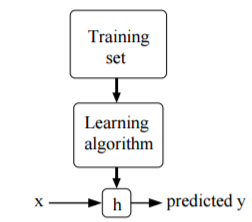 Training
set
Learning
algorithm
x h predicted y